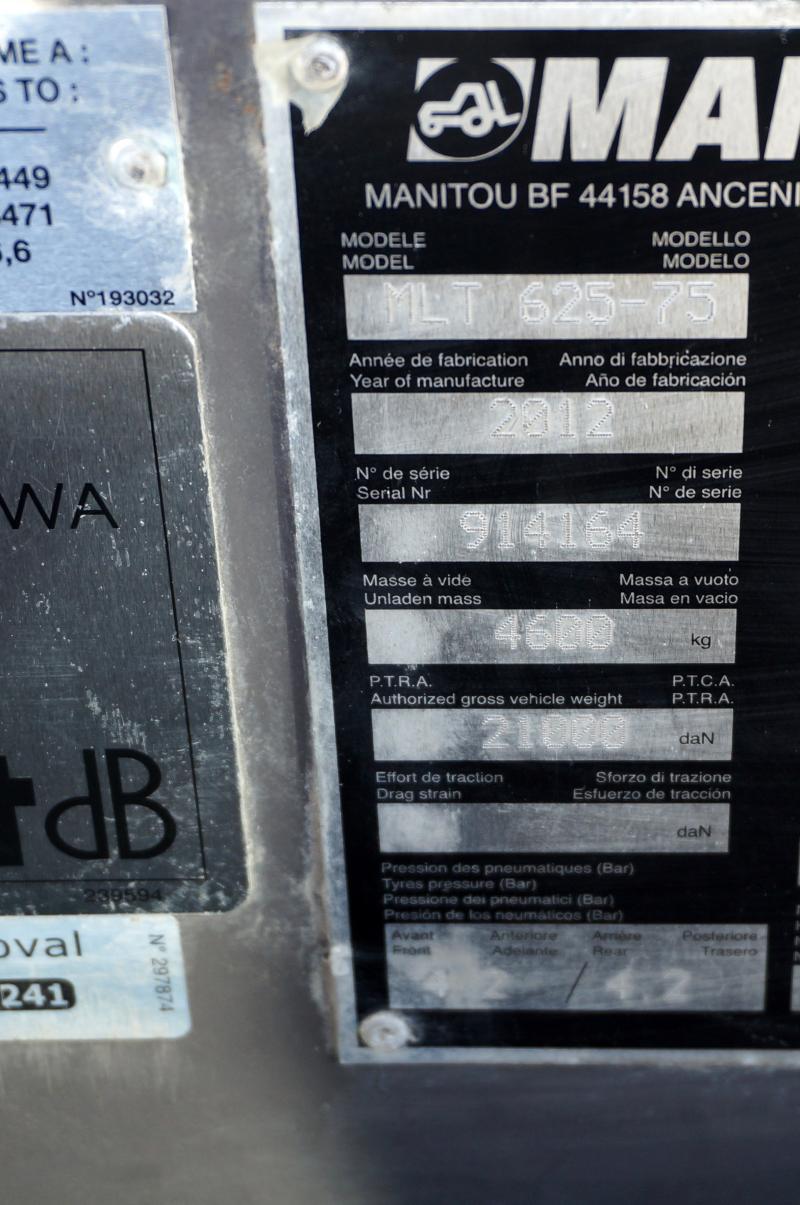 ME A :
S TO :
449
471
,6
N°193032
WA
dB
239594
oval
241
N° 297874
MA
MANITOU BF 44158 ANCENI
MODELE MODELLO
MODEL MODELO
MLT 625-75
Année de fabrication Anno di fabbricazione
Year of manufacture Año de fabricación
2012
N° de série N° di serie
Serial Nr N° de serie
914164
Masse à vide Massa a vuoto
Unladen mass Masa en vacio
4600 kg
P.T.R.A. P.T.C.A.
Authorized gross vehicle weight P.T.R.A.
21000 daN
Effort de traction Sforzo di trazione
Drag strain Esfuerzo de tracción
daN
Pression des pneumatiques (Bar)
Tyres pressure (Bar)
Pressione dei pneumatici (Bar)
Presión de los neumáticos (Bar)
Avant Anteriore Arrière Posteriore
Front Adelante Rear Trasero
4.2 / 4.2